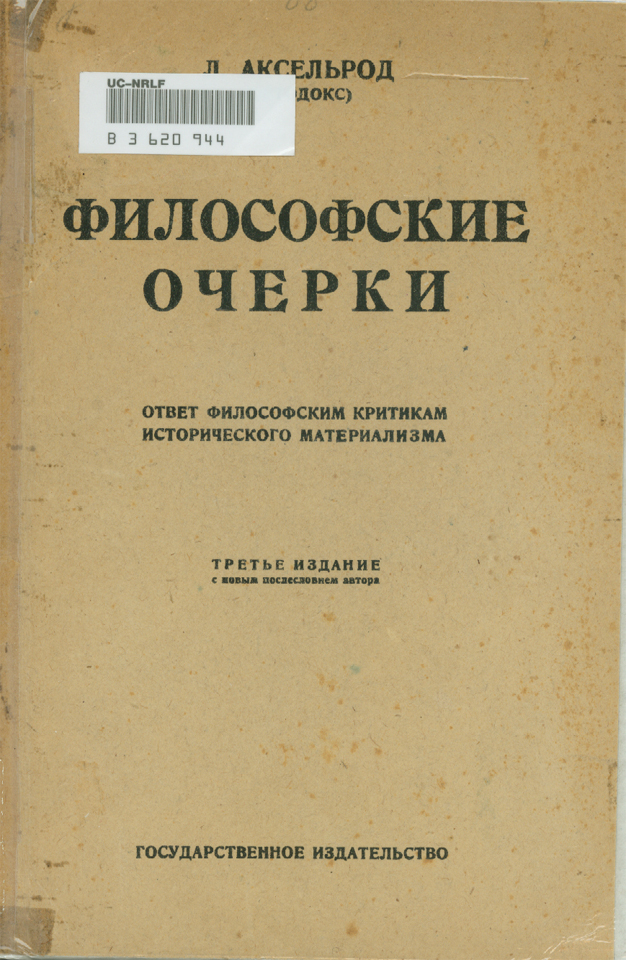 Л. АКСЕЛЬРОД
ДОКС)
UC-NRLF
B 3 620 944
ФИЛОСОФСКИЕ
ОЧЕРКИ
ОТВЕТ ФИЛОСОФСКИМ КРИТИКАМ
ИСТОРИЧЕСКОГО МАТЕРИАЛИЗМА
ТРЕТЬЕ ИЗДАНИЕ
с новым послесловием автора
ГОСУДАРСТВЕННОЕ ИЗДАТЕЛЬСТВО